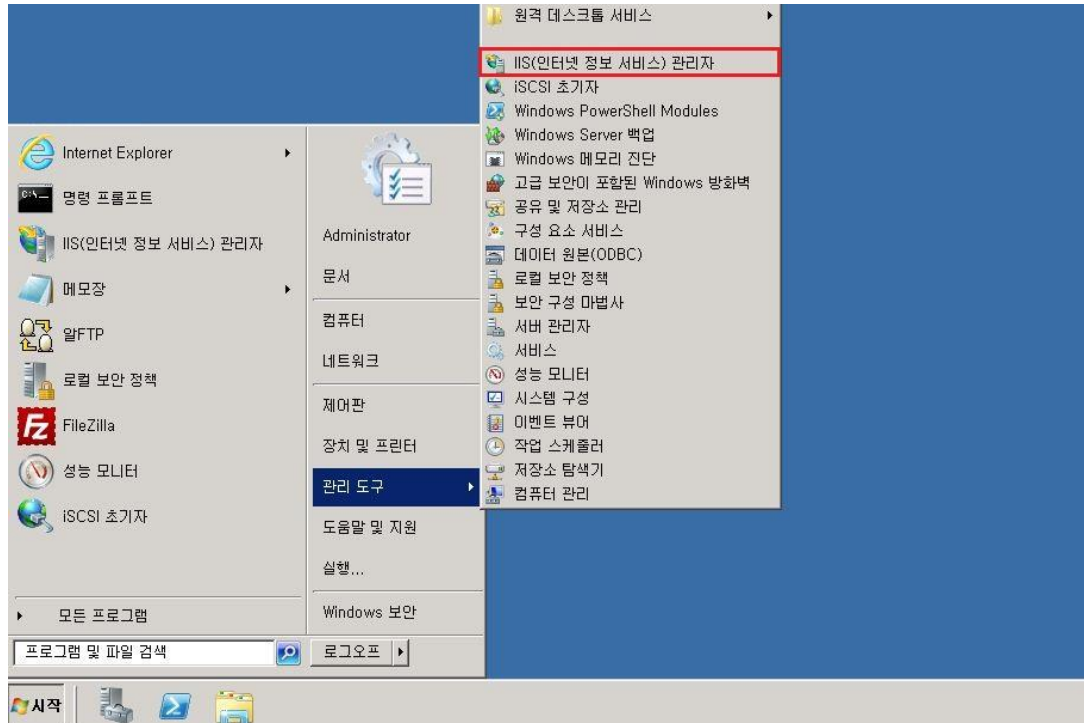 원격 데스크톱 서비스
IIS(인터넷 정보 서비스) 관리자
iSCSI 초기자
Windows PowerShell Modules
Windows Server 백업
Windows 메모리 진단
고급 보안이 포함된 Windows 방화벽
공유 및 저장소 관리
구성 요소 서비스
데이터 원본(ODBC)
로컬 보안 정책
보안 구성 마법사
서버 관리자
서비스
성능 모니터
시스템 구성
이벤트 뷰어
작업 스케줄러
저장소 탐색기
컴퓨터 관리
Internet Explorer
명령 프롬프트
IIS(인터넷 정보 서비스) 관리자
메모장
알FTP
로컬 보안 정책
FileZilla
성능 모니터
iSCSI 초기자
모든 프로그램
프로그램 및 파일 검색
Administrator
문서
컴퓨터
네트워크
제어판
장치 및 프린터
관리 도구
도움말 및 지원
실행...
Windows 보안
로그오프
시작